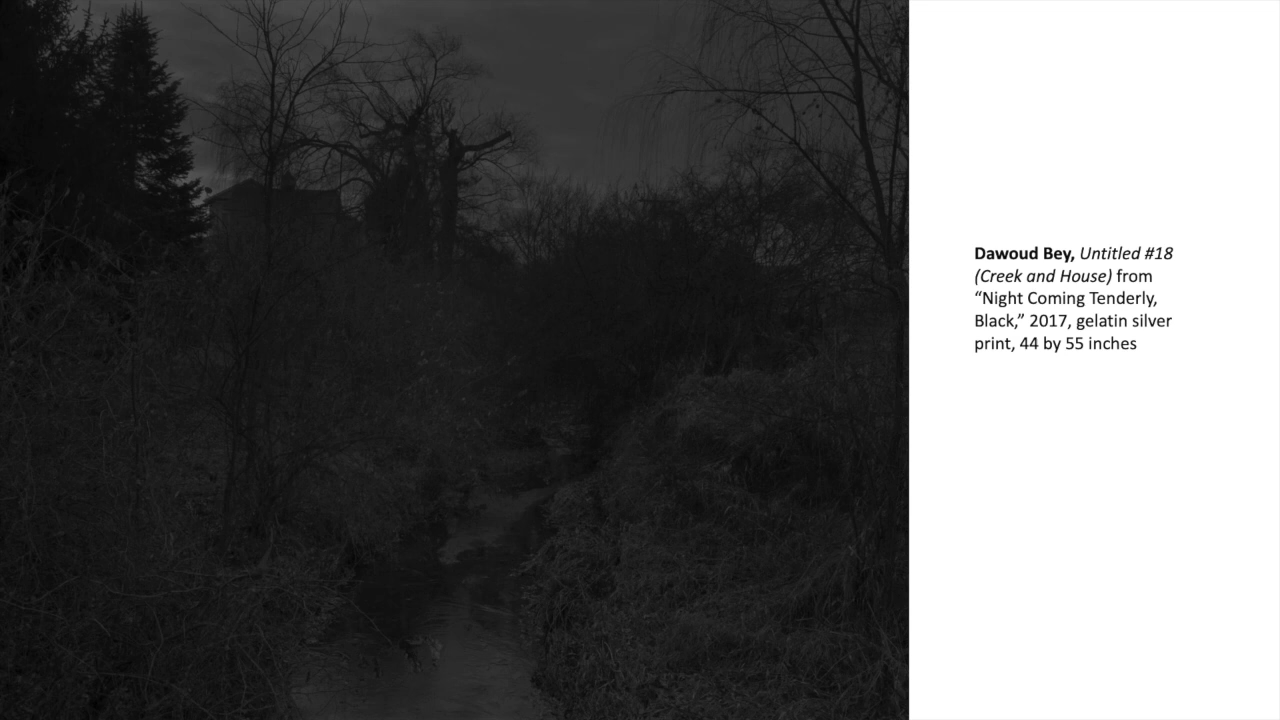 Dawoud Bey, Untitled #18
(Creek and House) from
“Night Coming Tenderly,
Black,” 2017, gelatin silver
print, 44 by 55 inches